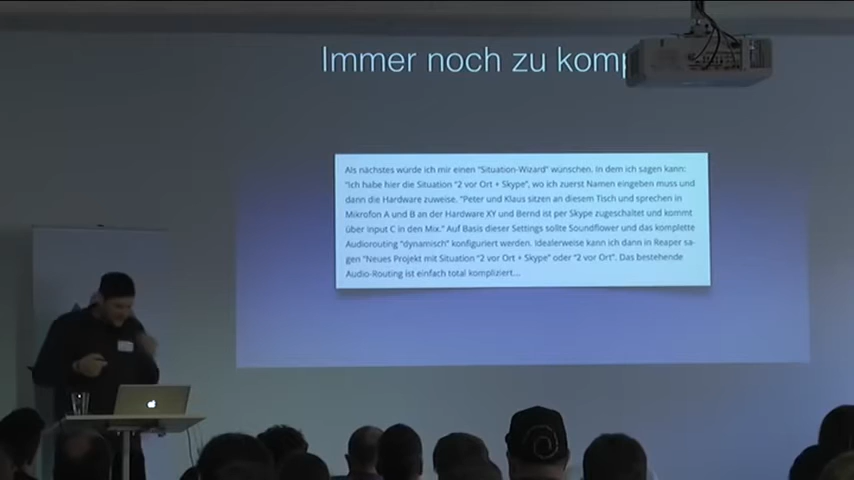 Immer noch zu kom
Als nächstes würde ich mir einen "Situation-Wizard" wünschen. In dem ich sagen kann:
"Ich habe hier die Situation "2 vor Ort + Skype", wo ich zuerst Namen eingeben muss und
dann die Hardware zuweise. "Peter und Klaus sitzen an diesem Tisch und sprechen in
Mikrofon A und B an der Hardware XY und Bernd ist per Skype zugeschaltet und kommt
über Input C in den Mix." Auf Basis dieser Settings sollte Soundflower und das komplette
Audiorouting "dynamisch" konfiguriert werden. Idealerweise kann ich dann in Reaper sa-
gen "Neues Projekt mit Situation "2 vor Ort + Skype" oder "2 vor Ort". Das bestehende
Audio-Routing ist einfach total kompliziert...